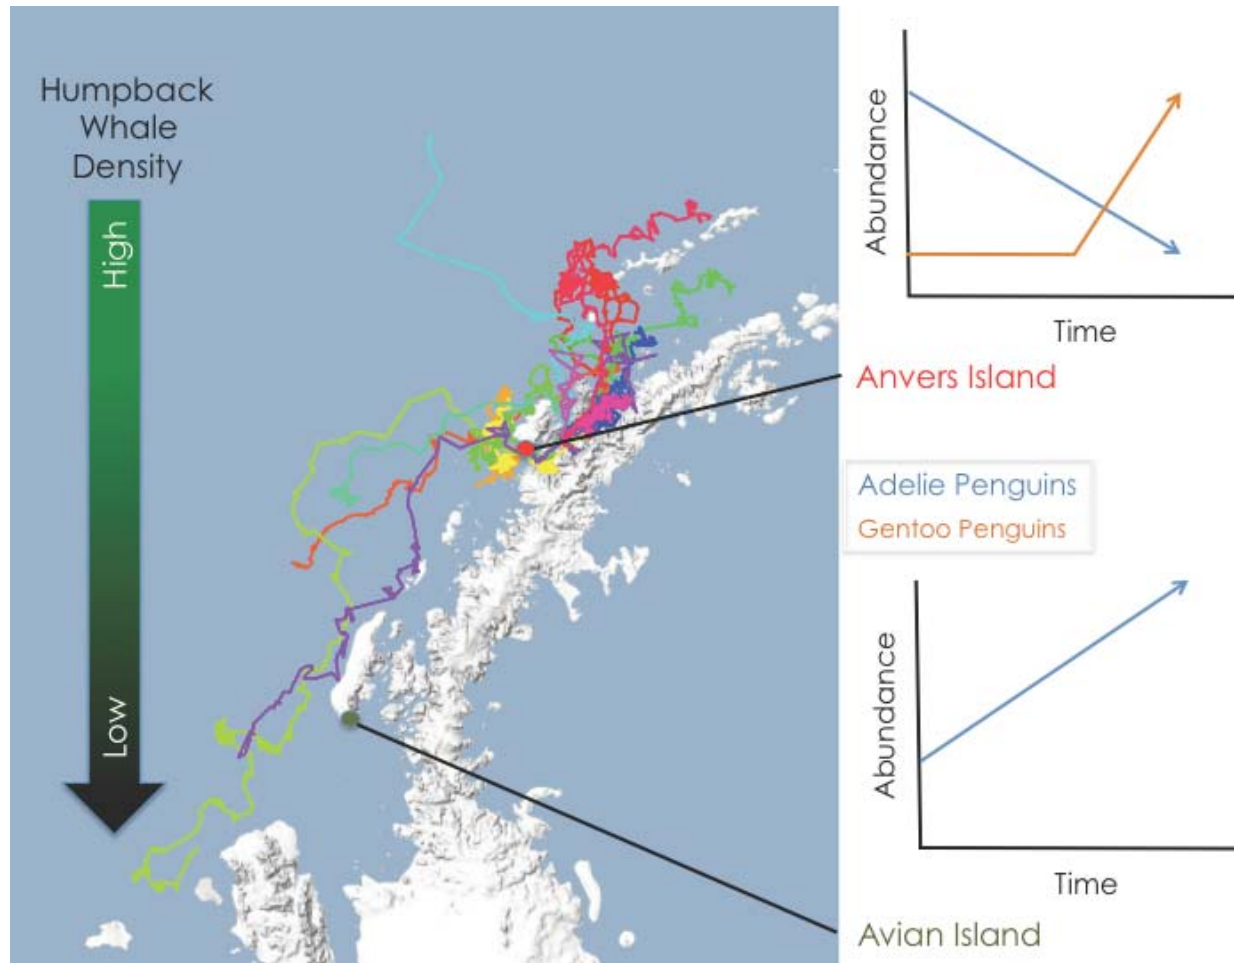 Humpback
Whale
Density
High
Low
Abundance
Time
Anvers Island
Adelie Penguins
Gentoo Penguins
Abundance
Time
Avian Island